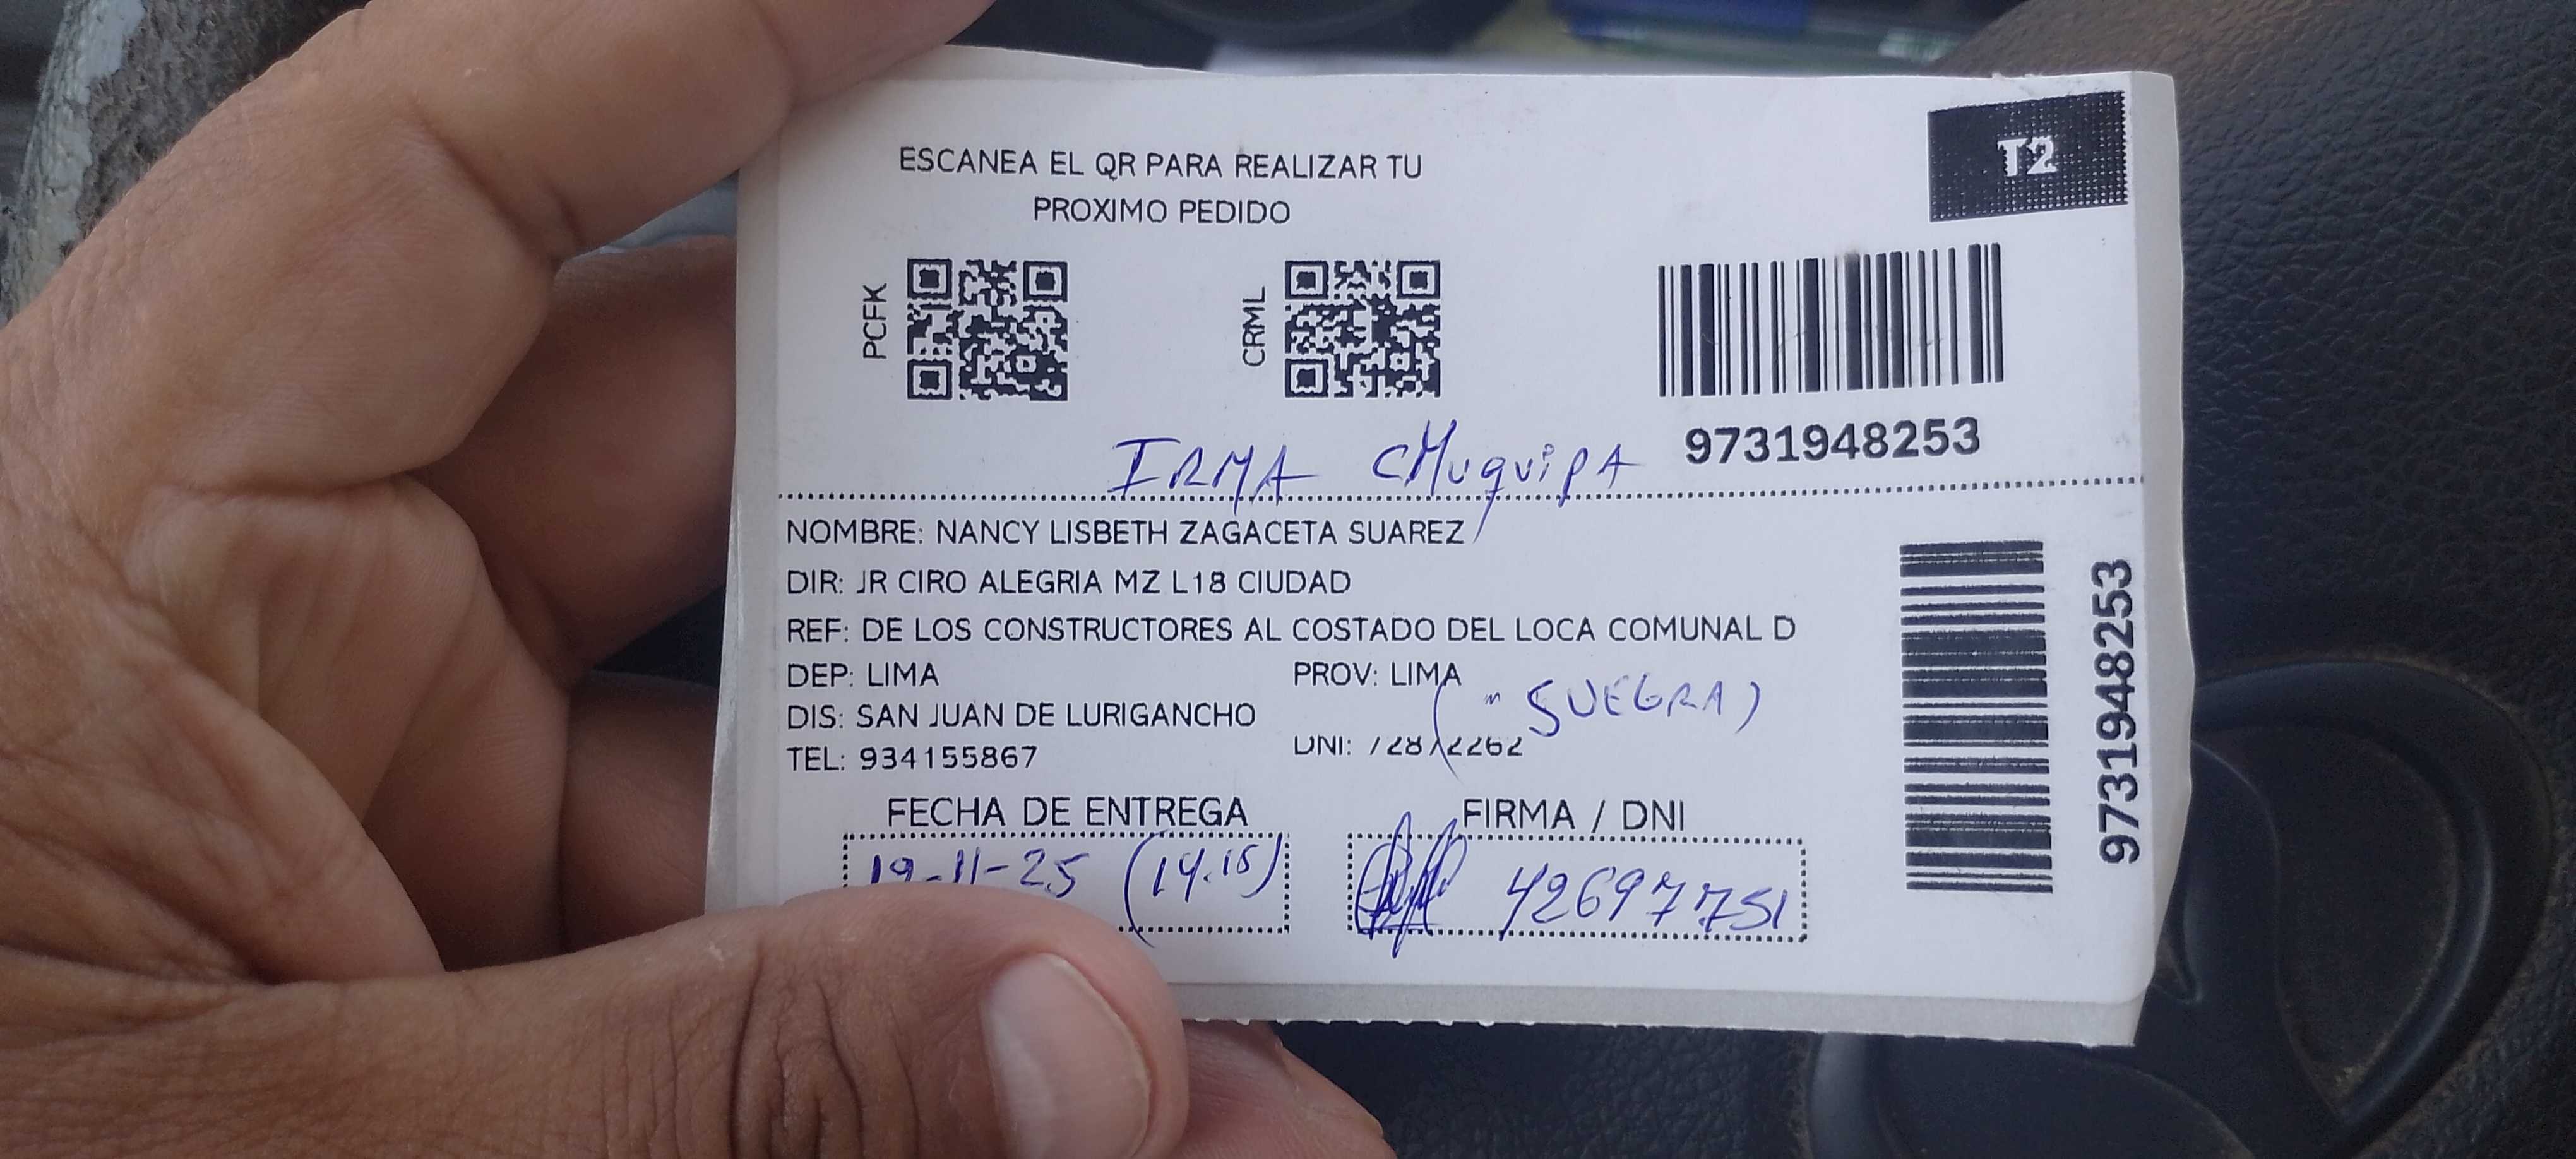 T2
ESCANEA EL QR PARA REALIZAR TU
PROXIMO PEDIDO
PCFK
CRML
9731948253
IRMA CHuquipA
NOMBRE: NANCY LISBETH ZAGACETA SUAREZ
DIR: JR CIRO ALEGRIA MZ L18 CIUDAD
REF: DE LOS CONSTRUCTORES AL COSTADO DEL LOCA COMUNAL D
DEP: LIMA PROV: LIMA
(SUEGRA)
DIS: SAN JUAN DE LURIGANCHO
TEL: 934155867 DNI:
9731948253
FECHA DE ENTREGA FIRMA / DNI
19-11-25 (14.15) 42697751